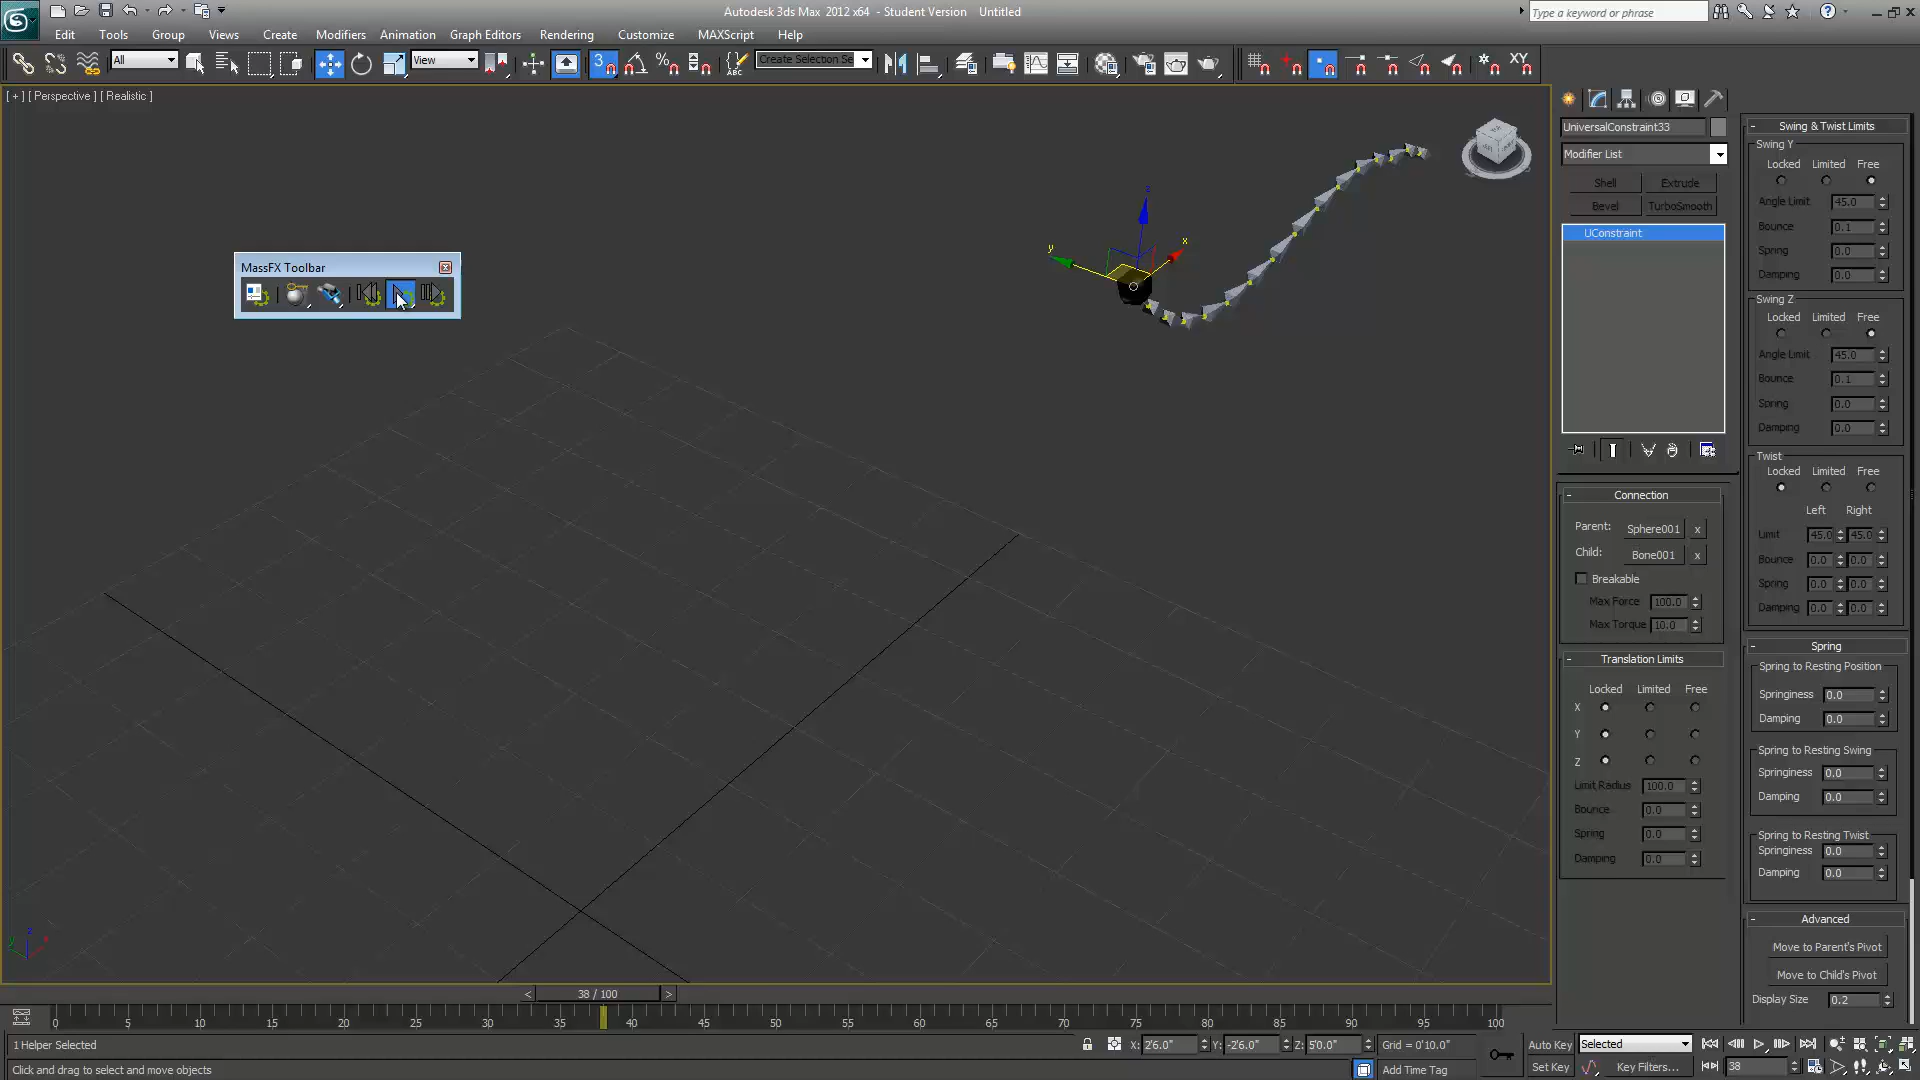 Autodesk 3ds Max 2012 x64 - Student Version Untitled
Type a keyword or phrase
Edit Tools Group Views Create Modifiers Animation Graph Editors Rendering Customize MAXScript Help
All View 3 % Create Selection Se XY
[ + ] [ Perspective ] [ Realistic ]
MassFX Toolbar
z
y
x
UniversalConstraint33
Modifier List
Shell Extrude
Bevel TurboSmooth
UConstraint
Connection
Parent: Sphere001 x
Child: Bone001 x
Breakable
Max Force 100.0
Max Torque 10.0
Translation Limits
Locked Limited Free
X
Y
Z
Limit Radius 100.0
Bounce 0.0
Spring 0.0
Damping 0.0
Swing & Twist Limits
Swing Y
Locked Limited Free
Angle Limit 45.0
Bounce 0.1
Spring 0.0
Damping 0.0
Swing Z
Locked Limited Free
Angle Limit 45.0
Bounce 0.1
Spring 0.0
Damping 0.0
Twist
Locked Limited Free
Left Right
Limit 45.0 45.0
Bounce 0.0 0.0
Spring 0.0 0.0
Damping 0.0 0.0
Spring
Spring to Resting Position
Springiness 0.0
Damping 0.0
Spring to Resting Swing
Springiness 0.0
Damping 0.0
Spring to Resting Twist
Springiness 0.0
Damping 0.0
Advanced
Move to Parent's Pivot
Move to Child's Pivot
Display Size 0.2
< 38 / 100 >
0 5 10 15 20 25 30 35 40 45 50 55 60 65 70 75 80 85 90 95 100
1 Helper Selected X: 2'6.0" Y: -2'6.0" Z: 5'0.0" Grid = 0'10.0" Auto Key Selected
Click and drag to select and move objects Add Time Tag Set Key Key Filters... 38